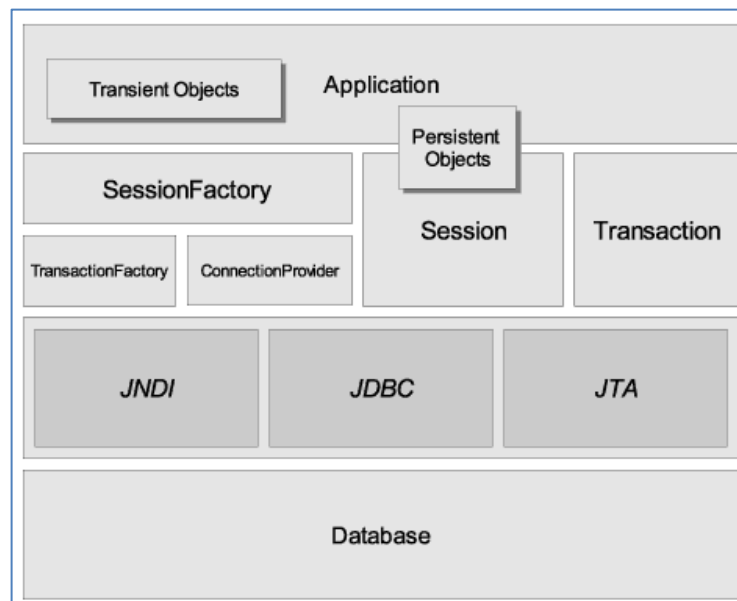 Transient Objects
Application
Persistent
Objects
SessionFactory
Session
Transaction
TransactionFactory
ConnectionProvider
JNDI
JDBC
JTA
Database